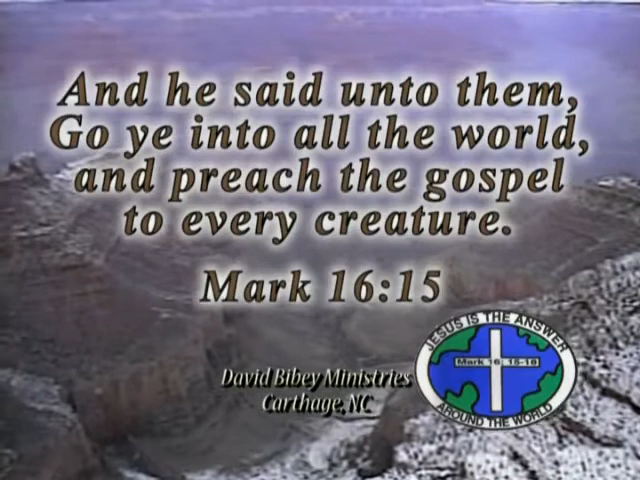 And he said unto them,
Go ye into all the world,
and preach the gospel
to every creature.
Mark 16:15
JESUS IS THE ANSWER
Mark 16: 15-18
AROUND THE WORLD
David Bibey Ministries
Carthage, NC